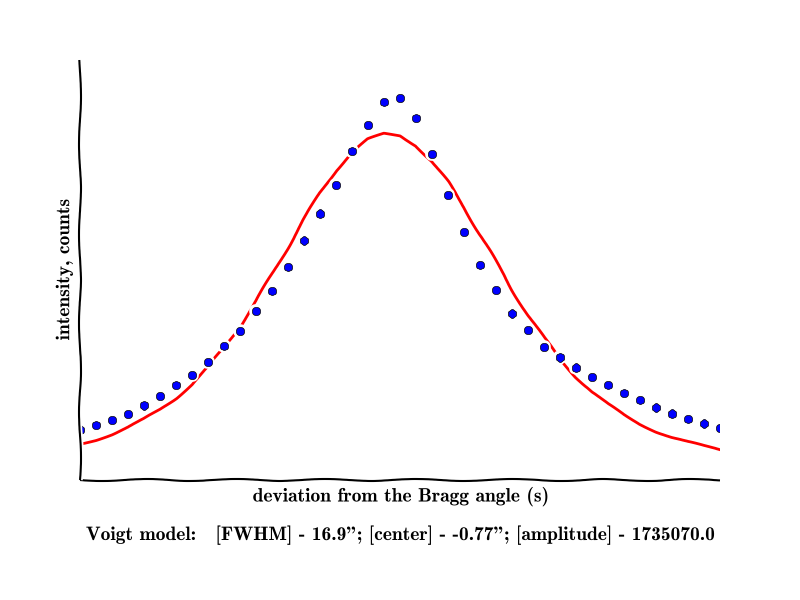 intensity, counts
deviation from the Bragg angle (s)
Voigt model: [FWHM] - 16.9”; [center] - -0.77”; [amplitude] - 1735070.0